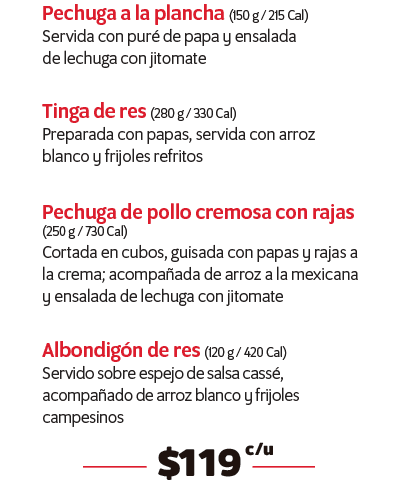 Pechuga a la plancha (150 g / 215 Cal)
Servida con puré de papa y ensalada
de lechuga con jitomate
Tinga de res (280 g / 330 Cal)
Preparada con papas, servida con arroz
blanco y frijoles refritos
Pechuga de pollo cremosa con rajas
(250 g / 730 Cal)
Cortada en cubos, guisada con papas y rajas a
la crema; acompañada de arroz a la mexicana
y ensalada de lechuga con jitomate
Albondigón de res (120 g / 420 Cal)
Servido sobre espejo de salsa cassé,
acompañado de arroz blanco y frijoles
campesinos
$119 c/u